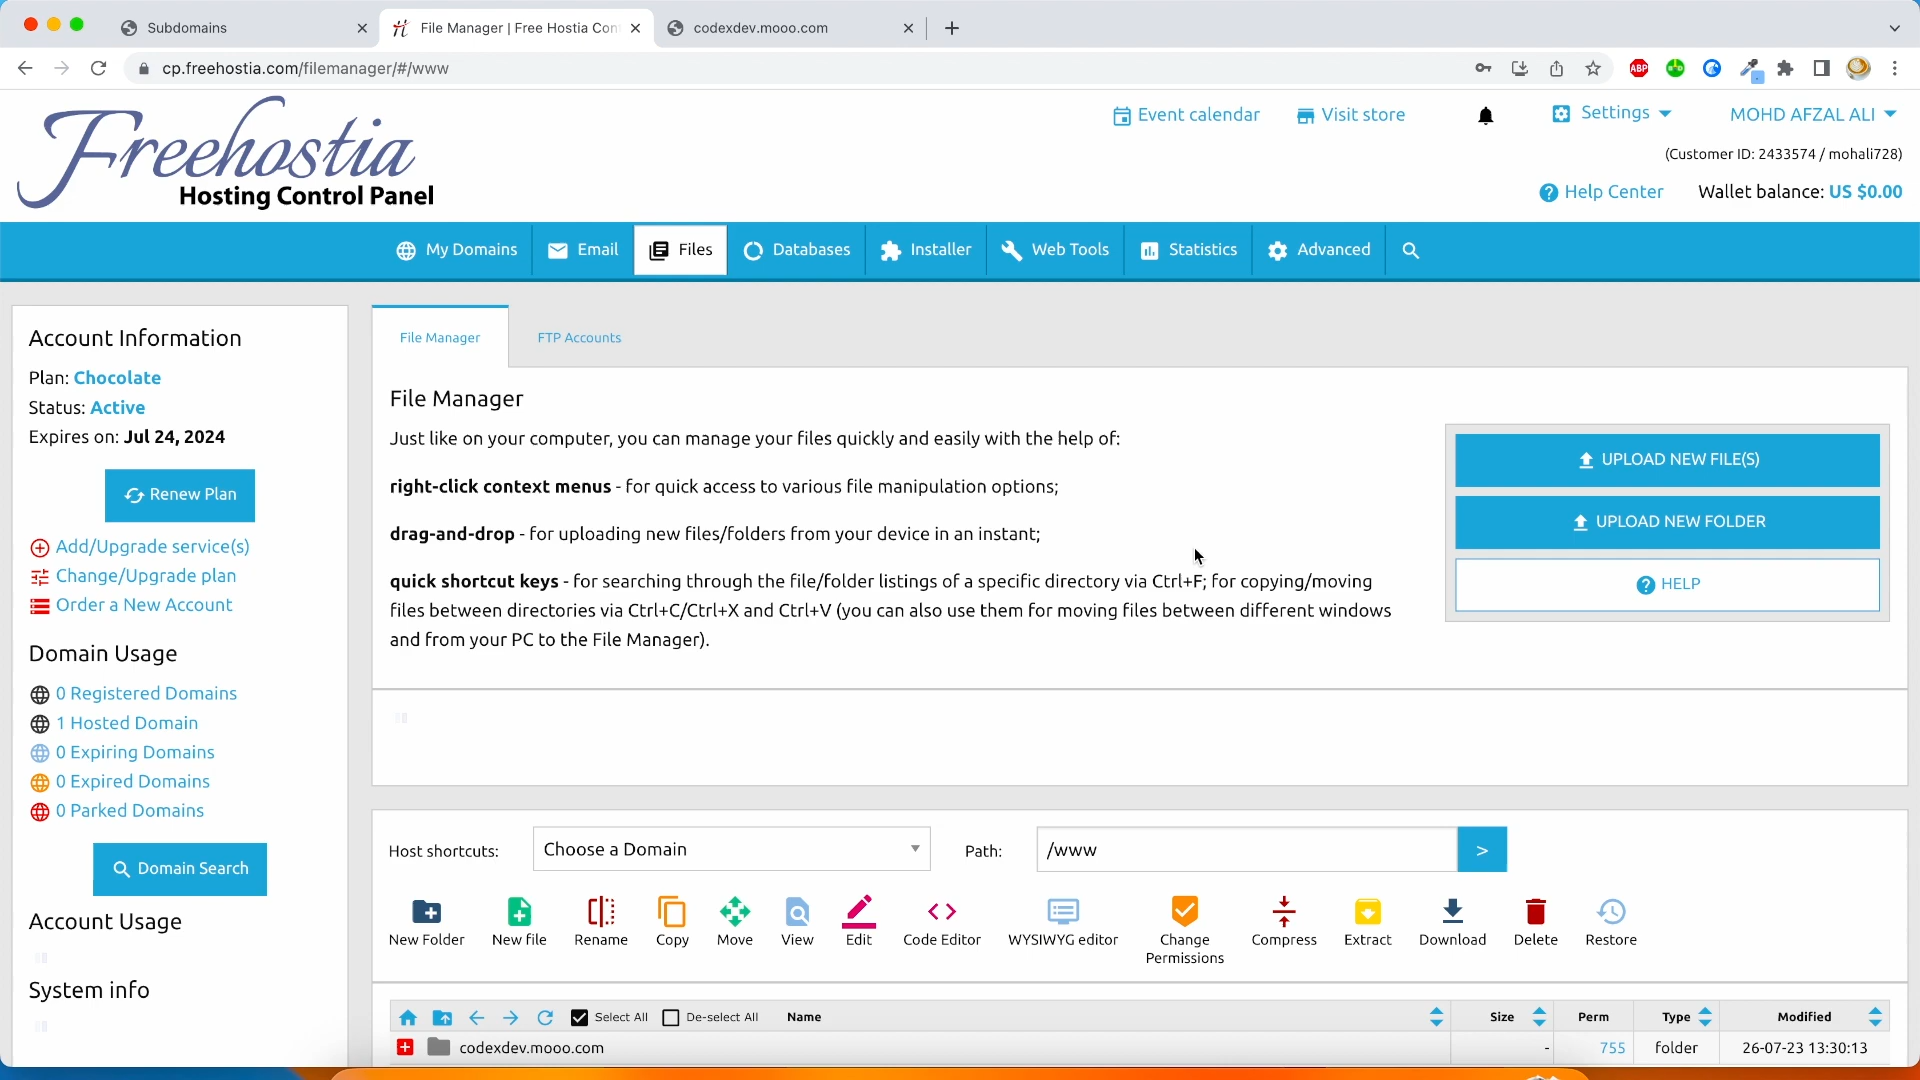 Subdomains
File Manager | Free Hostia Con
codexdev.mooo.com
cp.freehostia.com/filemanager/#/www
ABP
Freehostia
Hosting Control Panel
Event calendar
Visit store
Settings
MOHD AFZAL ALI
(Customer ID: 2433574 / mohali728)
Help Center
Wallet balance: US $0.00
My Domains
Email
Files
Databases
Installer
Web Tools
Statistics
Advanced
Account Information
Plan: Chocolate
Status: Active
Expires on: Jul 24, 2024
Renew Plan
Add/Upgrade service(s)
Change/Upgrade plan
Order a New Account
Domain Usage
0 Registered Domains
1 Hosted Domain
0 Expiring Domains
0 Expired Domains
0 Parked Domains
Domain Search
Account Usage
System info
File Manager
FTP Accounts
File Manager
Just like on your computer, you can manage your files quickly and easily with the help of:
right-click context menus - for quick access to various file manipulation options;
drag-and-drop - for uploading new files/folders from your device in an instant;
quick shortcut keys - for searching through the file/folder listings of a specific directory via Ctrl+F; for copying/moving
files between directories via Ctrl+C/Ctrl+X and Ctrl+V (you can also use them for moving files between different windows
and from your PC to the File Manager).
UPLOAD NEW FILE(S)
UPLOAD NEW FOLDER
HELP
Host shortcuts:
Choose a Domain
Path:
/www
>
New Folder
New file
Rename
Copy
Move
View
Edit
Code Editor
WYSIWYG editor
Change
Permissions
Compress
Extract
Download
Delete
Restore
Select All
De-select All
Name
Size
Perm
Type
Modified
codexdev.mooo.com
-
755
folder
26-07-23 13:30:13